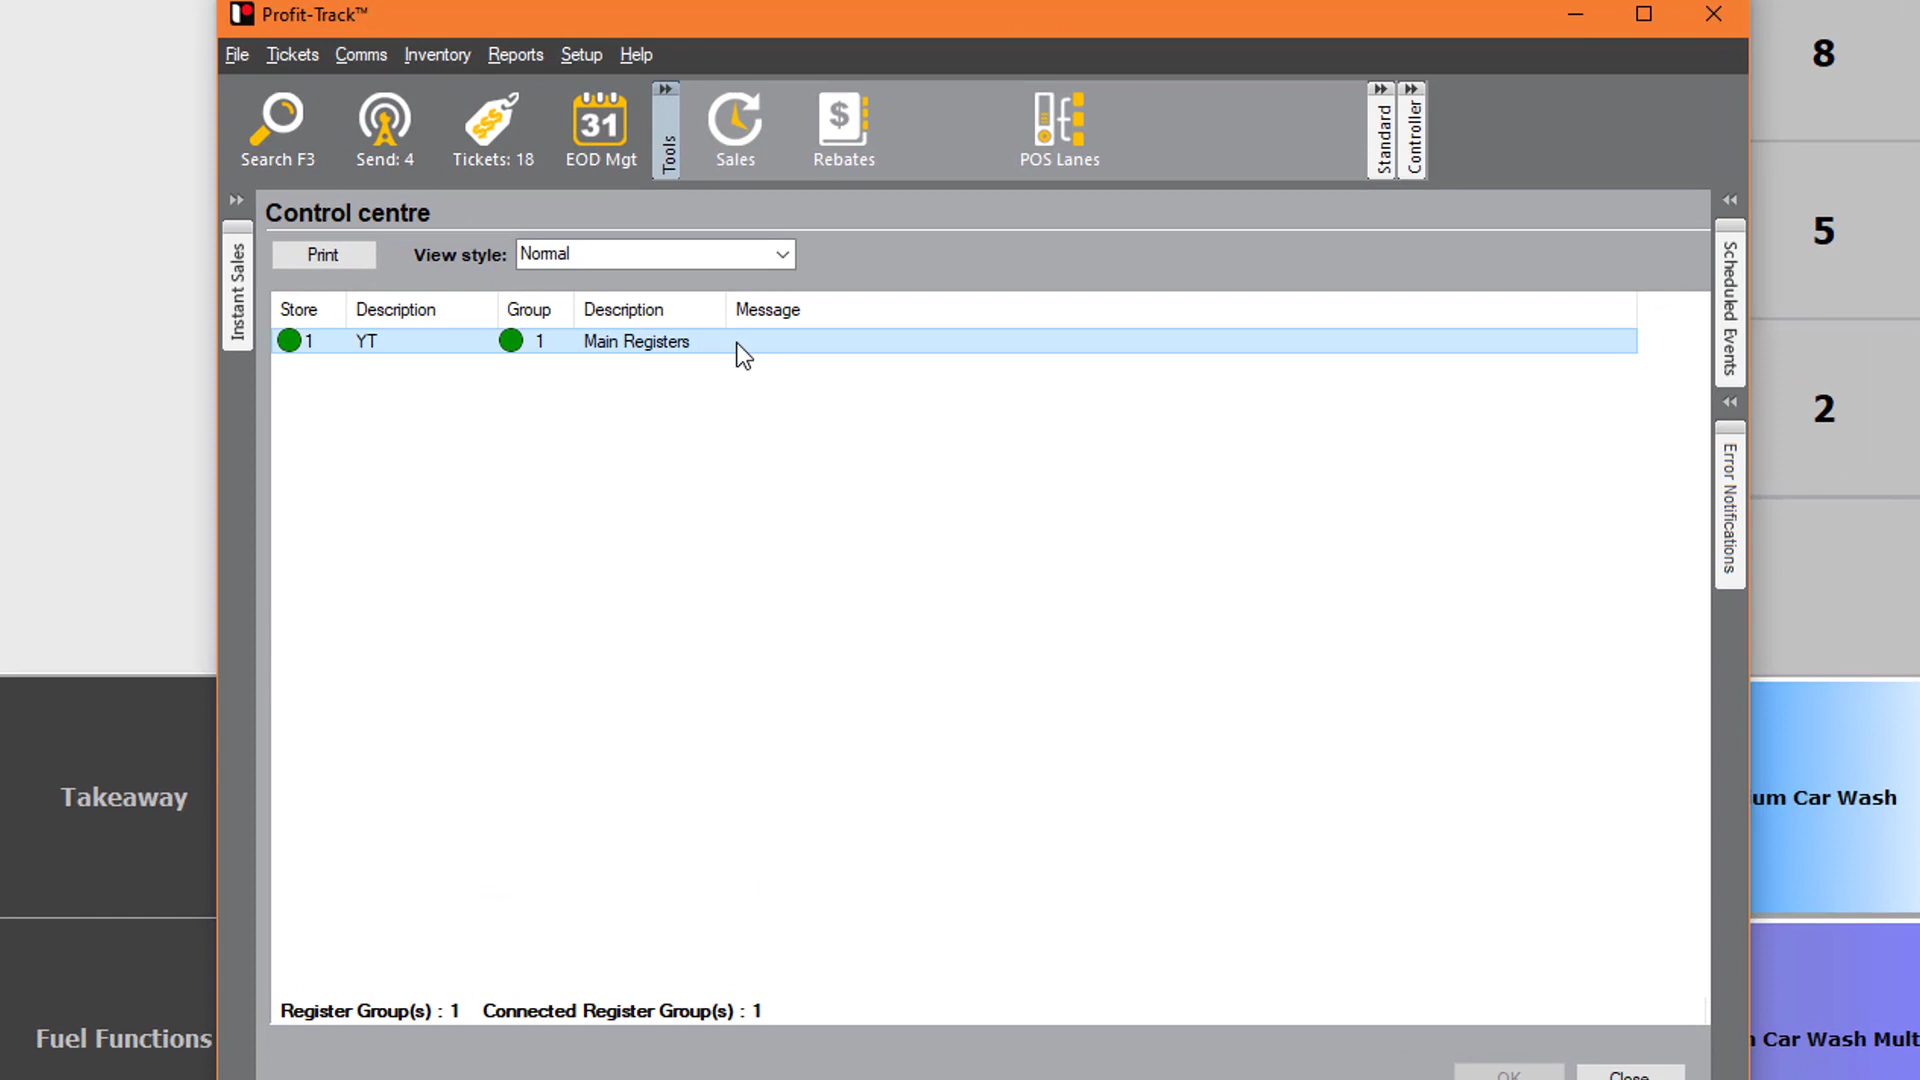 Profit-Track™
File Tickets Comms Inventory Reports Setup Help
Search F3
Send: 4
Tickets: 18
31
EOD Mgt
Tools
Sales
$
Rebates
POS Lanes
Standard
Controller
Control centre
Print
View style:
Normal
Instant Sales
Scheduled Events
Error Notifications
Store Description Group Description Message
1 YT 1 Main Registers
Register Group(s) : 1 Connected Register Group(s) : 1
OK
Close
8
5
2
Takeaway
Fuel Functions
um Car Wash
Car Wash Mult